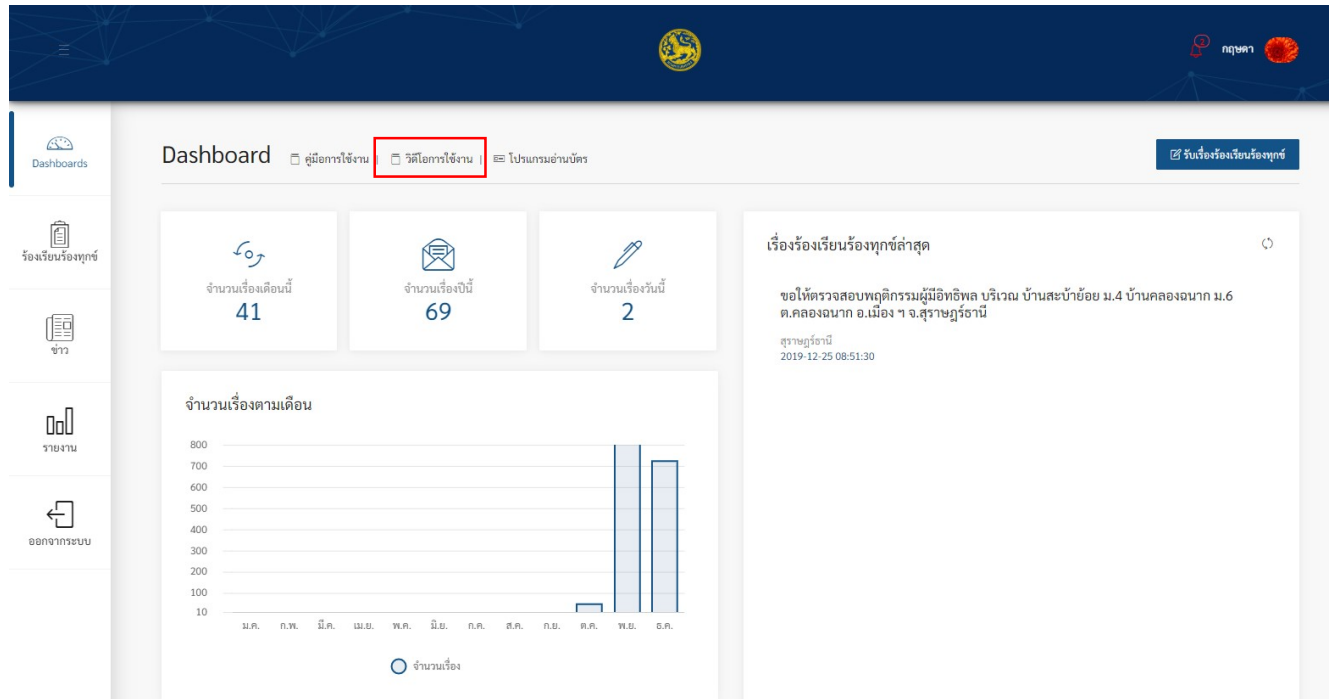 2
กฤษดา
Dashboards
ร้องเรียนร้องทุกข์
ข่าว
รายงาน
ออกจากระบบ
Dashboard คู่มือการใช้งาน | วิดีโอการใช้งาน | โปรแกรมอ่านบัตร
รับเรื่องร้องเรียนร้องทุกข์
จำนวนเรื่องเดือนนี้
41
จำนวนเรื่องปีนี้
69
จำนวนเรื่องวันนี้
2
เรื่องร้องเรียนร้องทุกข์ล่าสุด
ขอให้ตรวจสอบพฤติกรรมผู้มีอิทธิพล บริเวณ บ้านสะบ้าย้อย ม.4 บ้านคลองฉนาก ม.6
ต.คลองฉนาก อ.เมือง ฯ จ.สุราษฎร์ธานี
สุราษฎร์ธานี
2019-12-25 08:51:30
จำนวนเรื่องตามเดือน
800
700
600
500
400
300
200
100
10
ม.ค. ก.พ. มี.ค. เม.ย. พ.ค. มิ.ย. ก.ค. ส.ค. ก.ย. ต.ค. พ.ย. ธ.ค.
จำนวนเรื่อง